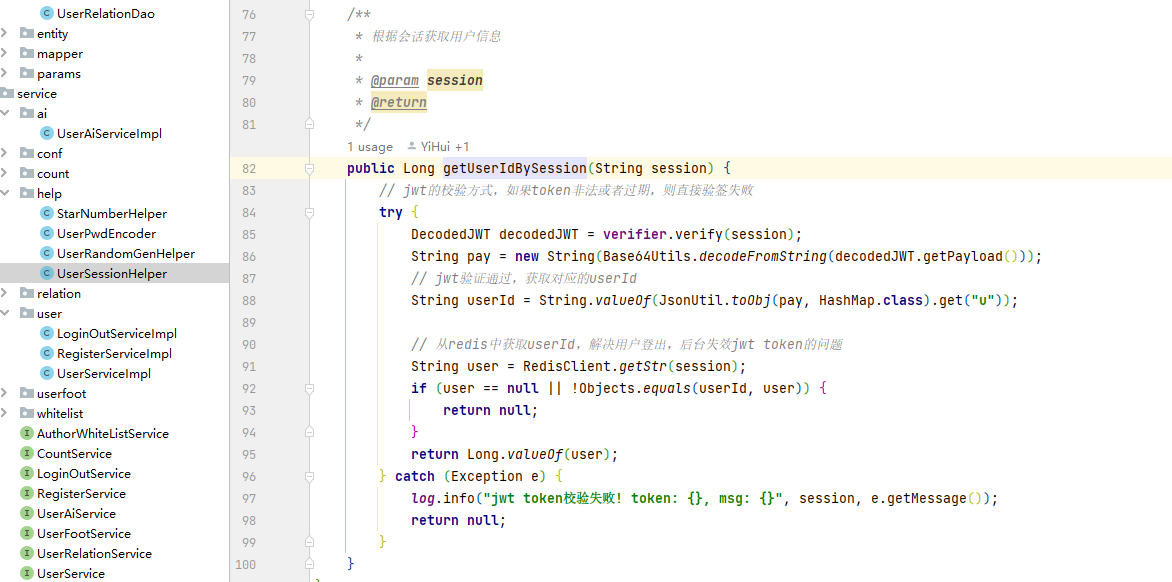 UserRelationDao
entity
mapper
params
service
ai
UserAiServiceImpl
conf
count
help
StarNumberHelper
UserPwdEncoder
UserRandomGenHelper
UserSessionHelper
relation
user
LoginOutServiceImpl
RegisterServiceImpl
UserServiceImpl
userfoot
whitelist
AuthorWhiteListService
CountService
LoginOutService
RegisterService
UserAiService
UserFootService
UserRelationService
UserService
76 /**
77 * 根据会话获取用户信息
78 *
79 * @param session
80 * @return
81 */
1 usage YiHui +1
82 public Long getUserIdBySession(String session) {
83 // jwt的校验方式，如果token非法或者过期，则直接验签失败
84 try {
85 DecodedJWT decodedJWT = verifier.verify(session);
86 String pay = new String(Base64Utils.decodeFromString(decodedJWT.getPayload()));
87 // jwt验证通过，获取对应的userId
88 String userId = String.valueOf(JsonUtil.toObj(pay, HashMap.class).get("u"));
89
90 // 从redis中获取userId，解决用户登出，后台失效jwt token的问题
91 String user = RedisClient.getStr(session);
92 if (user == null || !Objects.equals(userId, user)) {
93 return null;
94 }
95 return Long.valueOf(user);
96 } catch (Exception e) {
97 log.info("jwt token校验失败! token: {}, msg: {}", session, e.getMessage());
98 return null;
99 }
100 }